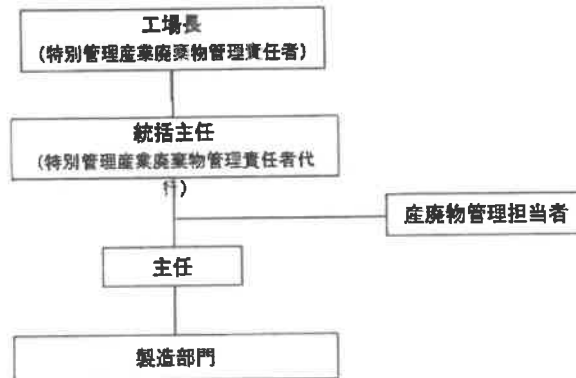 工場長
(特別管理産業廃棄物管理責任者)
統括主任
(特別管理産業廃棄物管理責任者代
行)
産廃物管理担当者
主任
製造部門